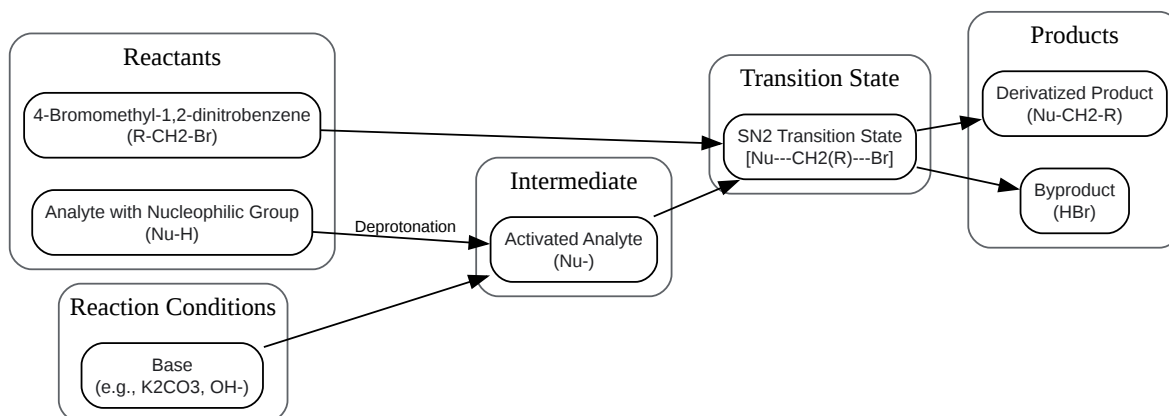 Reactants
4-Bromomethyl-1,2-dinitrobenzene
(R-CH2-Br)
Analyte with Nucleophilic Group
(Nu-H)
Reaction Conditions
Base
(e.g., K2CO3, OH-)
Deprotonation
Intermediate
Activated Analyte
(Nu-)
Transition State
SN2 Transition State
[Nu---CH2(R)---Br]
Products
Derivatized Product
(Nu-CH2-R)
Byproduct
(HBr)